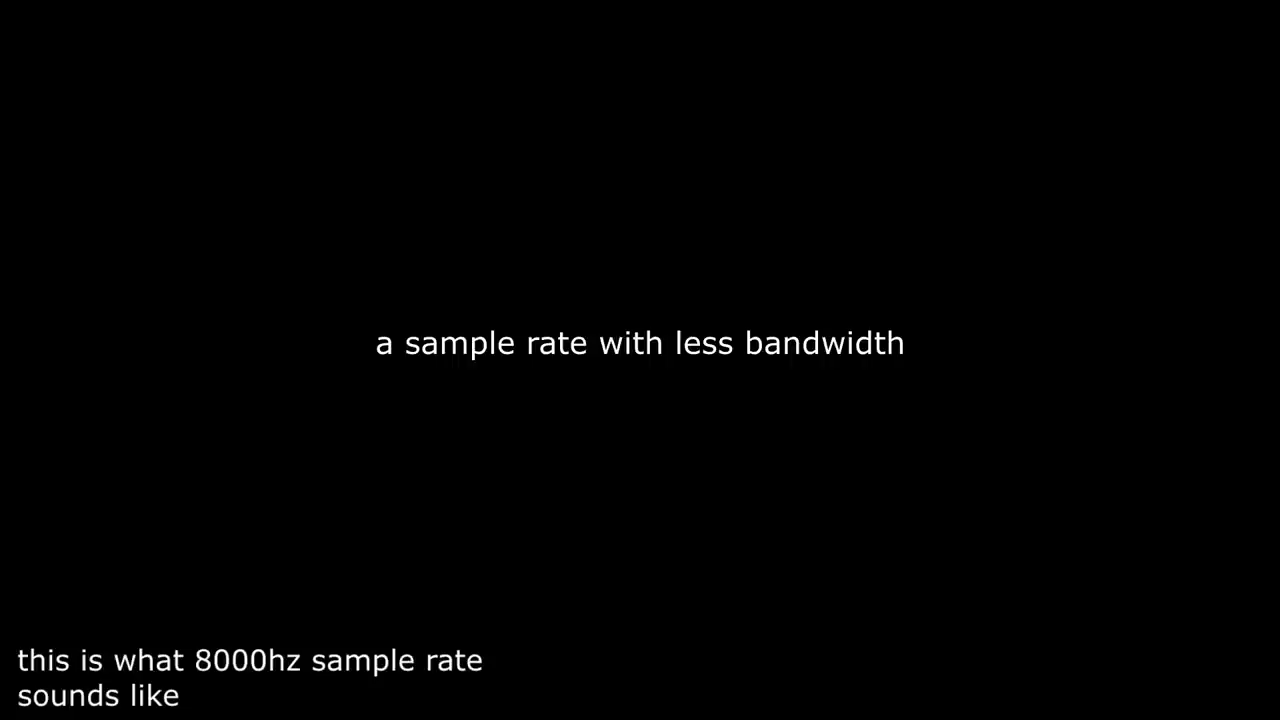 a sample rate with less bandwidth
this is what 8000hz sample rate
sounds like